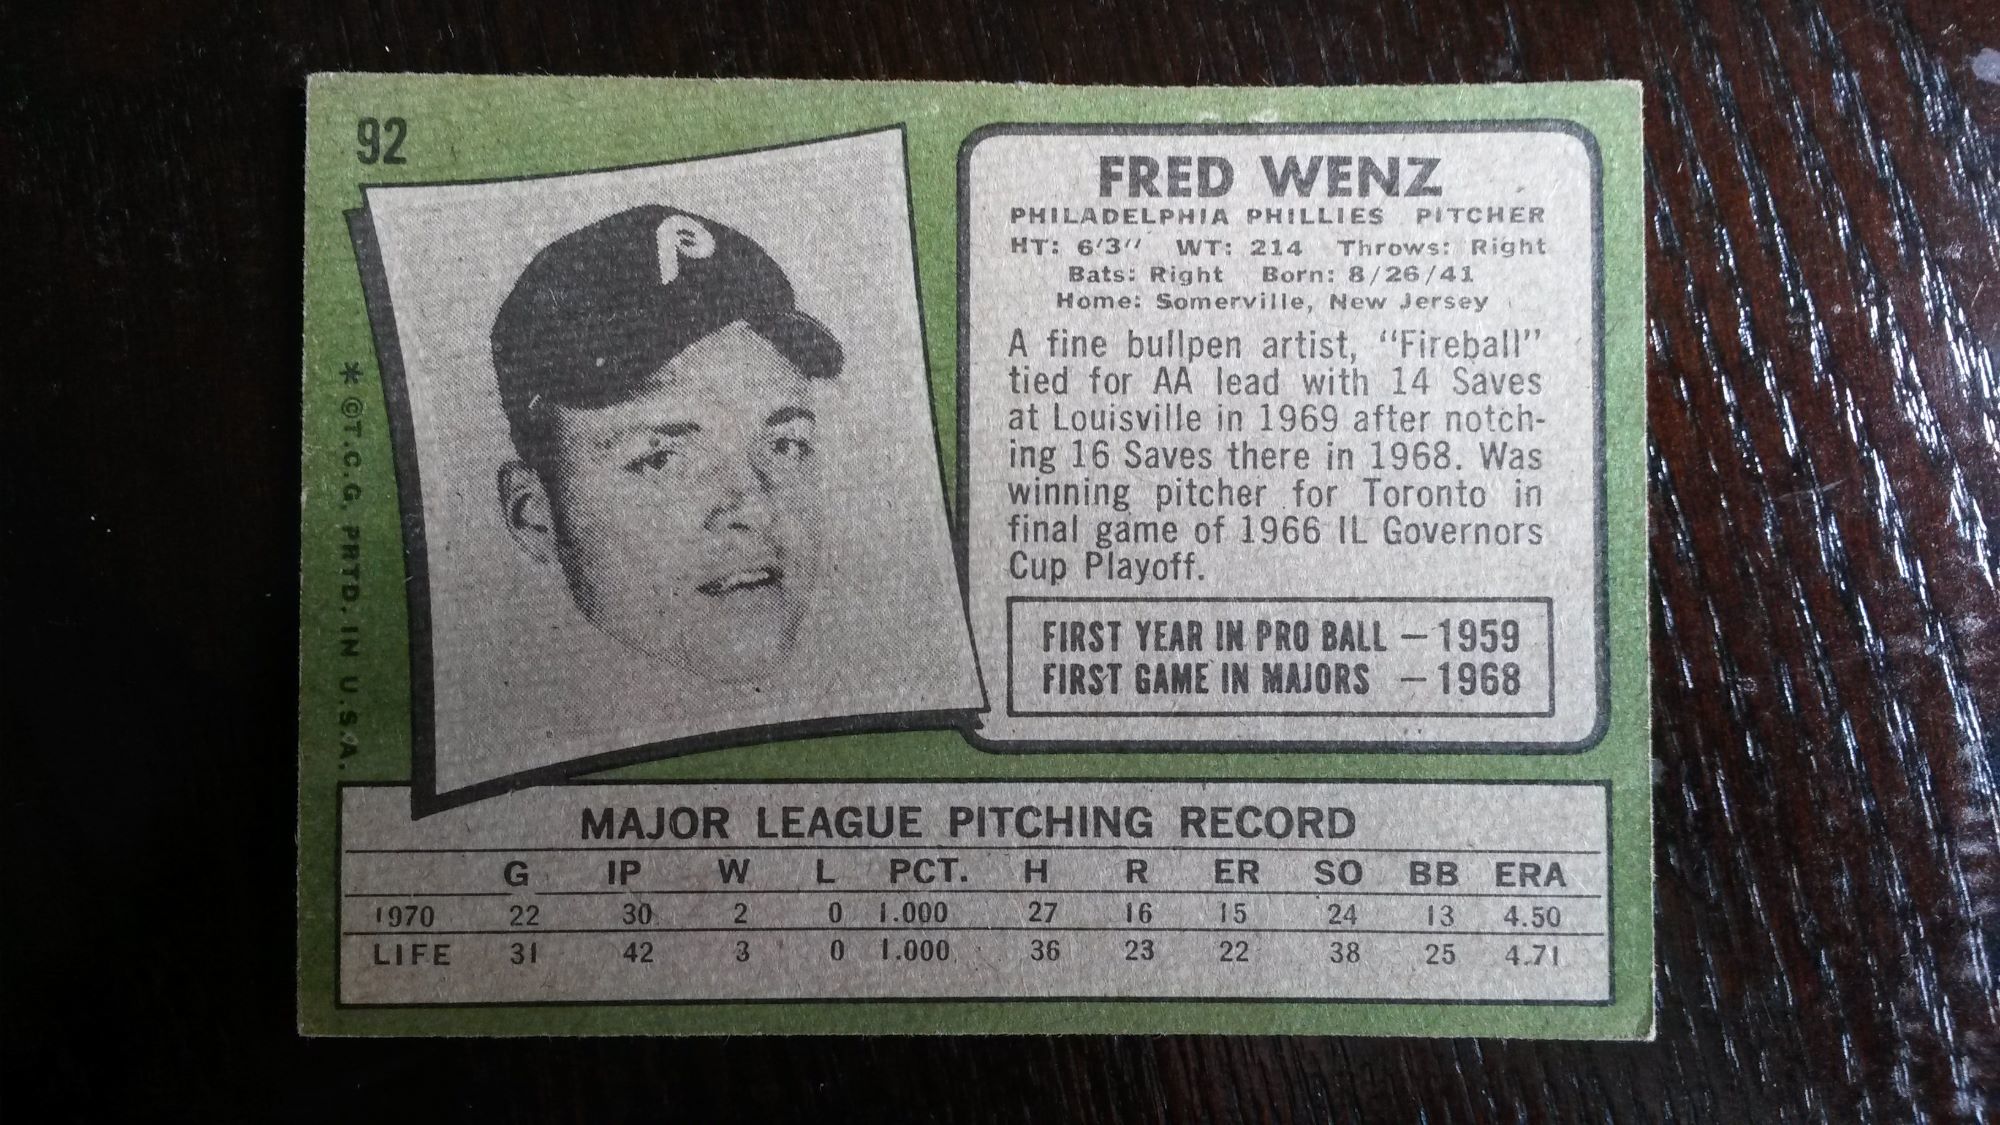 92
FRED WENZ
PHILADELPHIA PHILLIES PITCHER
HT: 6'3" WT: 214 Throws: Right
Bats: Right Born: 8/26/41
Home: Somerville, New Jersey
A fine bullpen artist, "Fireball"
tied for AA lead with 14 Saves
at Louisville in 1969 after notch-
ing 16 Saves there in 1968. Was
winning pitcher for Toronto in
final game of 1966 IL Governors
Cup Playoff.
FIRST YEAR IN PRO BALL — 1959
FIRST GAME IN MAJORS — 1968
P
* © T.C.G. PRTD. IN U.S.A.
MAJOR LEAGUE PITCHING RECORD
G IP W L PCT. H R ER SO BB ERA
1970 22 30 2 0 1.000 27 16 15 24 13 4.50
LIFE 31 42 3 0 1.000 36 23 22 38 25 4.71